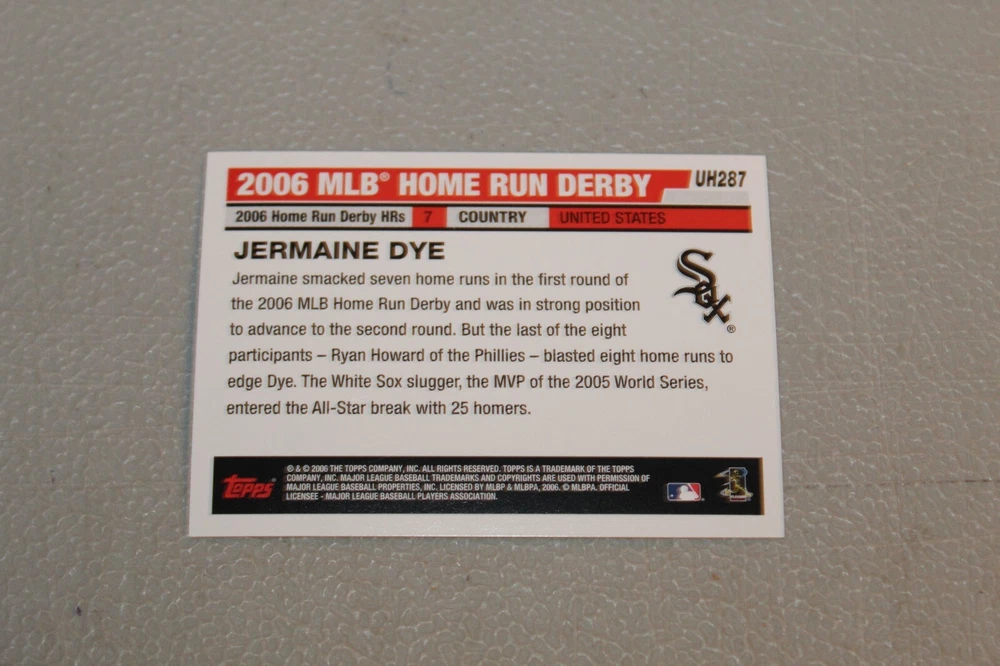 2006 MLB® HOME RUN DERBY UH287
2006 Home Run Derby HRs 7 COUNTRY UNITED STATES
JERMAINE DYE
Jermaine smacked seven home runs in the first round of
the 2006 MLB Home Run Derby and was in strong position
to advance to the second round. But the last of the eight
participants – Ryan Howard of the Phillies – blasted eight home runs to
edge Dye. The White Sox slugger, the MVP of the 2005 World Series,
entered the All-Star break with 25 homers.
Sox®
® & © 2006 THE TOPPS COMPANY, INC. ALL RIGHTS RESERVED. TOPPS IS A TRADEMARK OF THE TOPPS
COMPANY, INC. MAJOR LEAGUE BASEBALL TRADEMARKS AND COPYRIGHTS ARE USED WITH PERMISSION OF
MAJOR LEAGUE BASEBALL PROPERTIES, INC. LICENSED BY MLBP & MLBPA, 2006. © MLBPA. OFFICIAL
LICENSEE - MAJOR LEAGUE BASEBALL PLAYERS ASSOCIATION.
TOPPS®